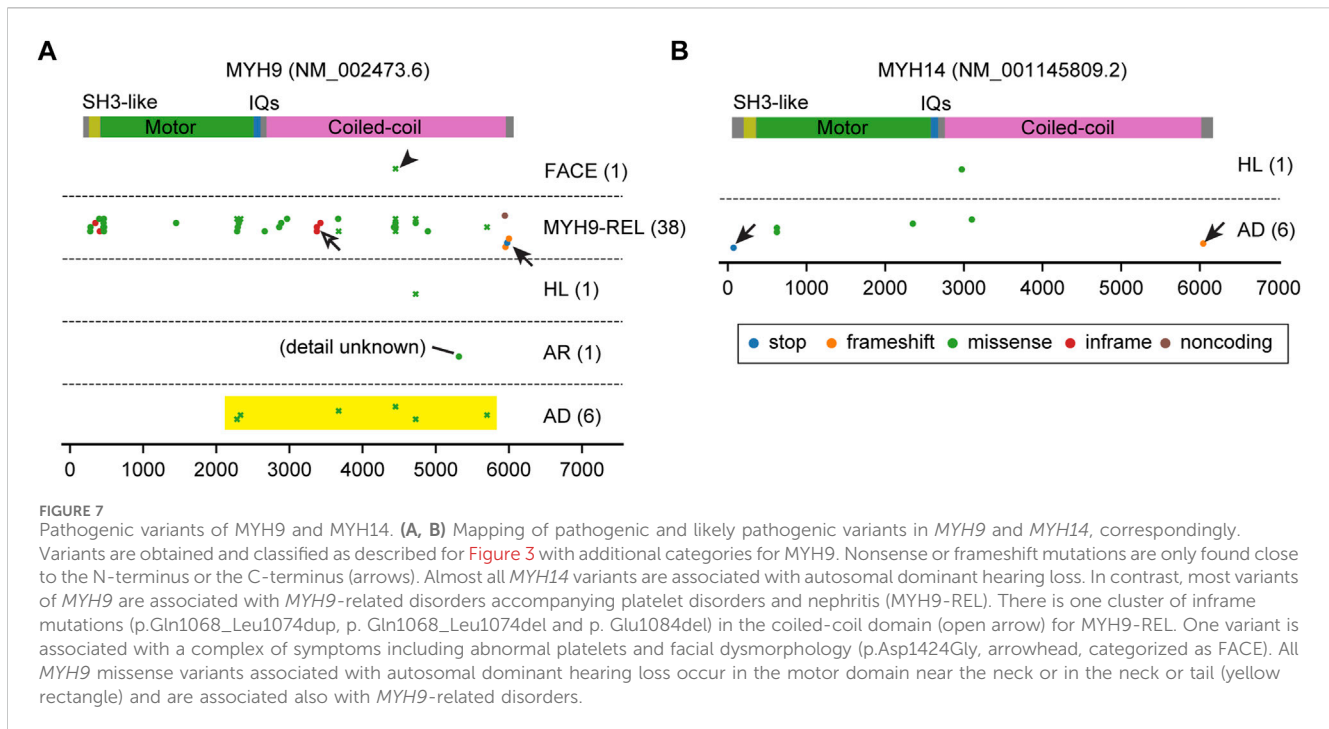 A
MYH9 (NM_002473.6)
SH3-like
IQs
Motor
Coiled-coil
FACE (1)
MYH9-REL (38)
HL (1)
(detail unknown)
AR (1)
AD (6)
0 1000 2000 3000 4000 5000 6000 7000
B
MYH14 (NM_001145809.2)
SH3-like
IQs
Motor
Coiled-coil
HL (1)
AD (6)
0 1000 2000 3000 4000 5000 6000 7000
stop frameshift missense inframe noncoding
FIGURE 7
Pathogenic variants of MYH9 and MYH14. (A, B) Mapping of pathogenic and likely pathogenic variants in MYH9 and MYH14, correspondingly.
Variants are obtained and classified as described for Figure 3 with additional categories for MYH9. Nonsense or frameshift mutations are only found close
to the N-terminus or the C-terminus (arrows). Almost all MYH14 variants are associated with autosomal dominant hearing loss. In contrast, most variants
of MYH9 are associated with MYH9-related disorders accompanying platelet disorders and nephritis (MYH9-REL). There is one cluster of inframe
mutations (p.Gln1068_Leu1074dup, p. Gln1068_Leu1074del and p. Glu1084del) in the coiled-coil domain (open arrow) for MYH9-REL. One variant is
associated with a complex of symptoms including abnormal platelets and facial dysmorphology (p.Asp1424Gly, arrowhead, categorized as FACE). All
MYH9 missense variants associated with autosomal dominant hearing loss occur in the motor domain near the neck or in the neck or tail (yellow
rectangle) and are associated also with MYH9-related disorders.